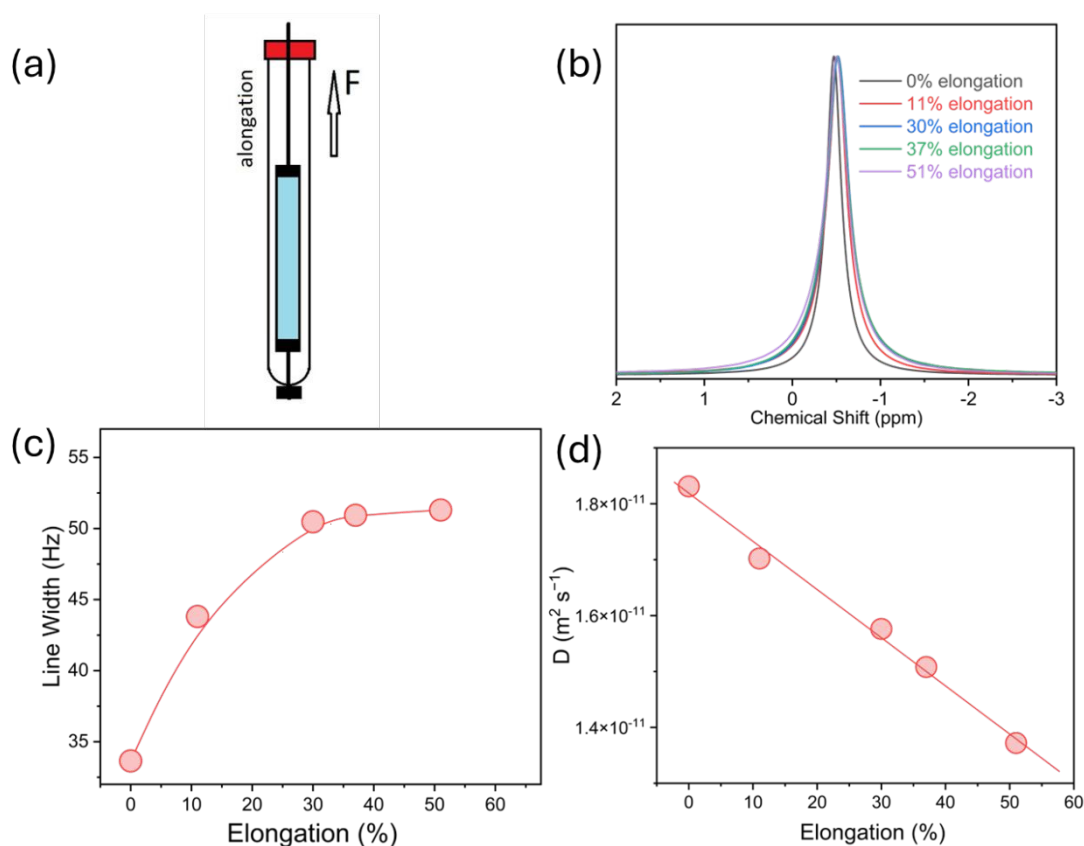 (a)
alongation
F
(b)
0% elongation
11% elongation
30% elongation
37% elongation
51% elongation
2 1 0 -1 -2 -3
Chemical Shift (ppm)
(c)
55
50
45
40
35
Line Width (Hz)
0 10 20 30 40 50 60
Elongation (%)
(d)
1.8×10⁻¹¹
1.6×10⁻¹¹
1.4×10⁻¹¹
D (m² s⁻¹)
0 10 20 30 40 50 60
Elongation (%)